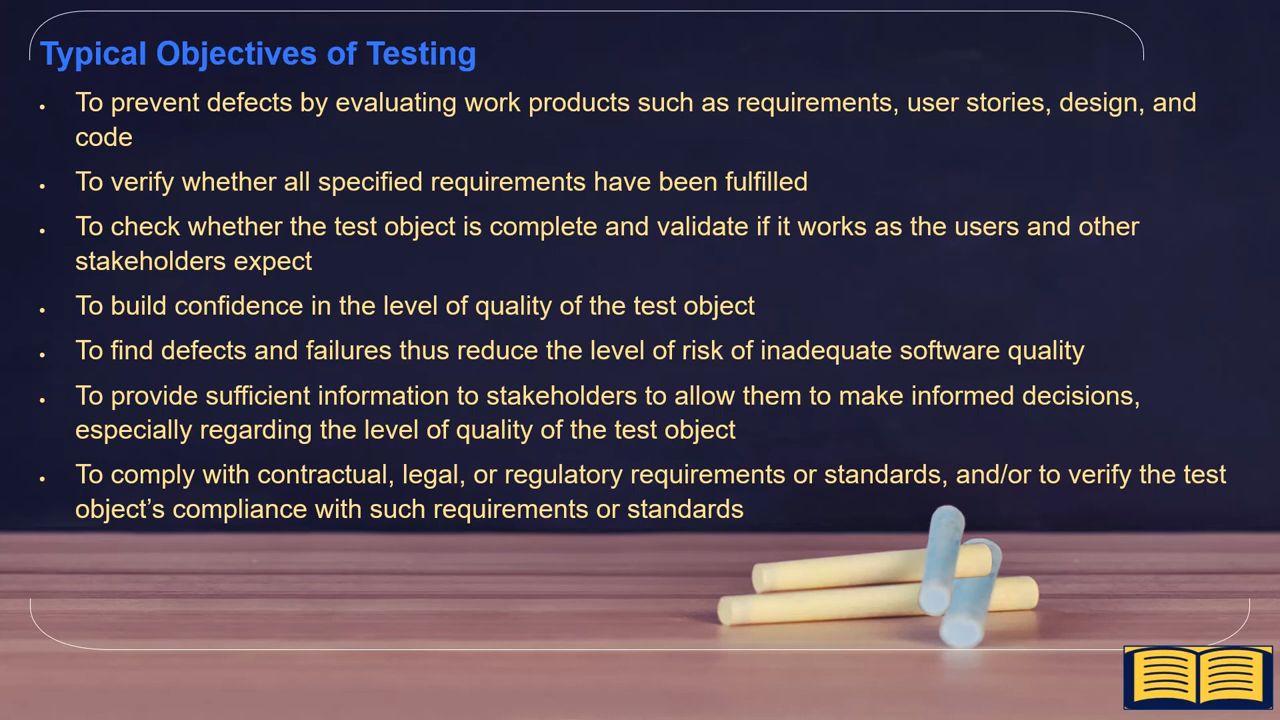 Typical Objectives of Testing
• To prevent defects by evaluating work products such as requirements, user stories, design, and
code
• To verify whether all specified requirements have been fulfilled
• To check whether the test object is complete and validate if it works as the users and other
stakeholders expect
• To build confidence in the level of quality of the test object
• To find defects and failures thus reduce the level of risk of inadequate software quality
• To provide sufficient information to stakeholders to allow them to make informed decisions,
especially regarding the level of quality of the test object
• To comply with contractual, legal, or regulatory requirements or standards, and/or to verify the test
object’s compliance with such requirements or standards